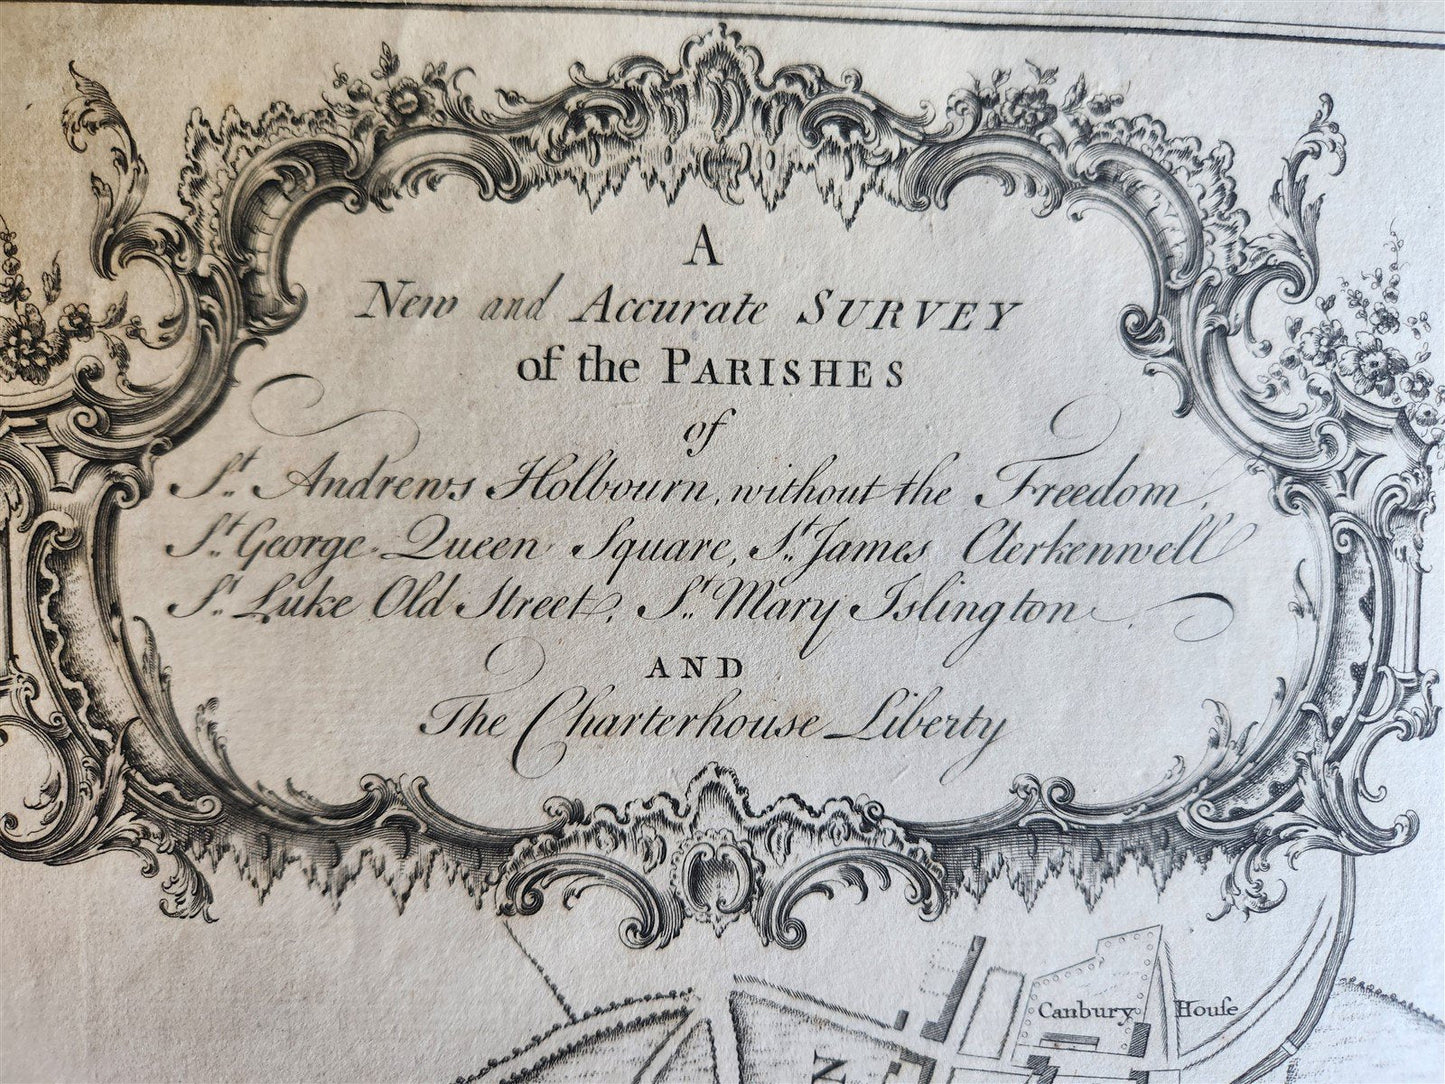 A
New and Accurate SURVEY
of the PARISHES
of
St. Andrews Holbourn, without the Freedom,
St. George Queen Square, St. James Clerkenwell
St. Luke Old Street, St. Mary Islington,
AND
The Charterhouse Liberty
Canbury Houſe
N